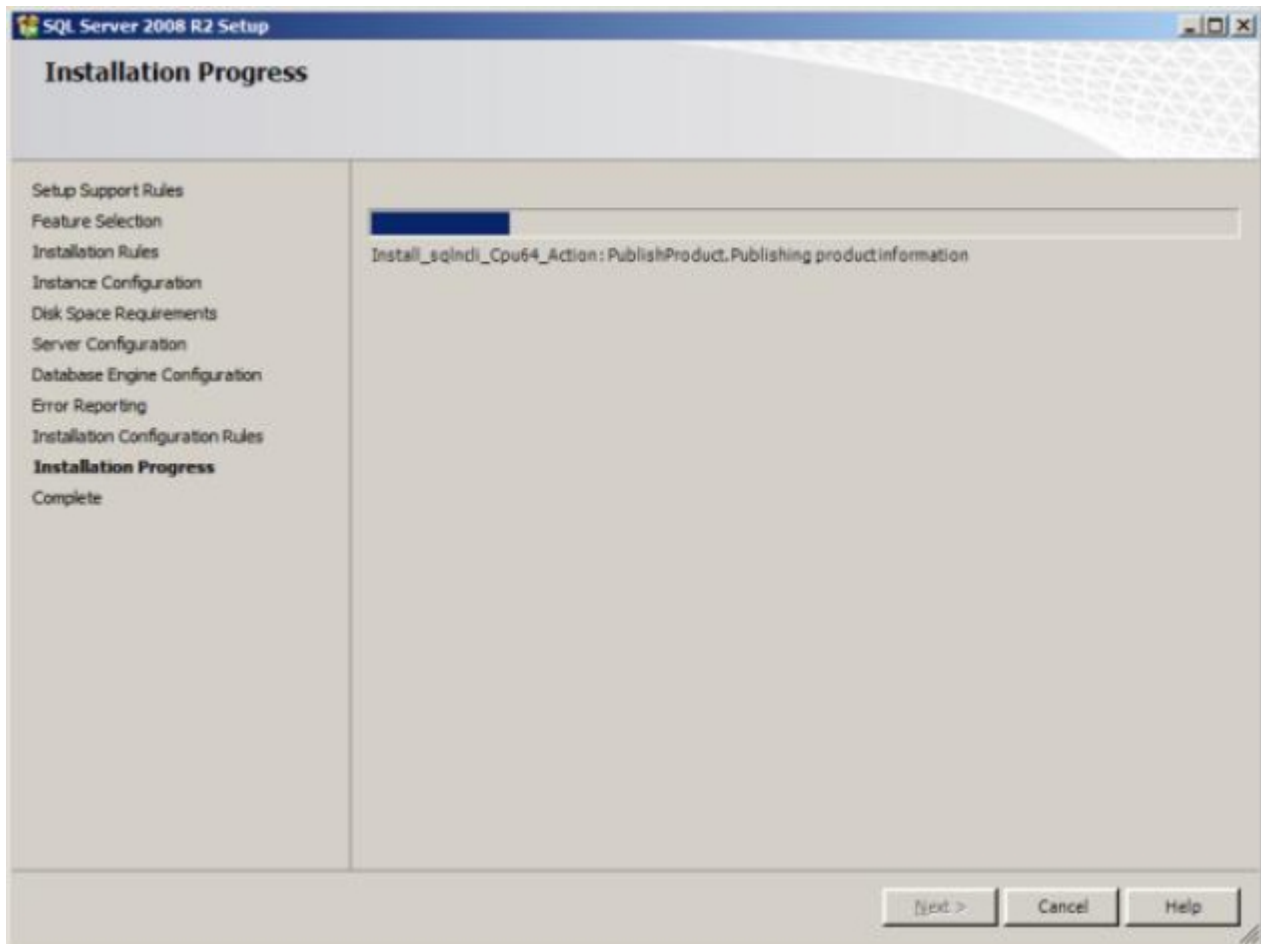 SQL Server 2008 R2 Setup
Installation Progress
Setup Support Rules
Feature Selection
Installation Rules
Instance Configuration
Disk Space Requirements
Server Configuration
Database Engine Configuration
Error Reporting
Installation Configuration Rules
Installation Progress
Complete
Install_sqlncli_Cpu64_Action : PublishProduct. Publishing product information
Next >
Cancel
Help